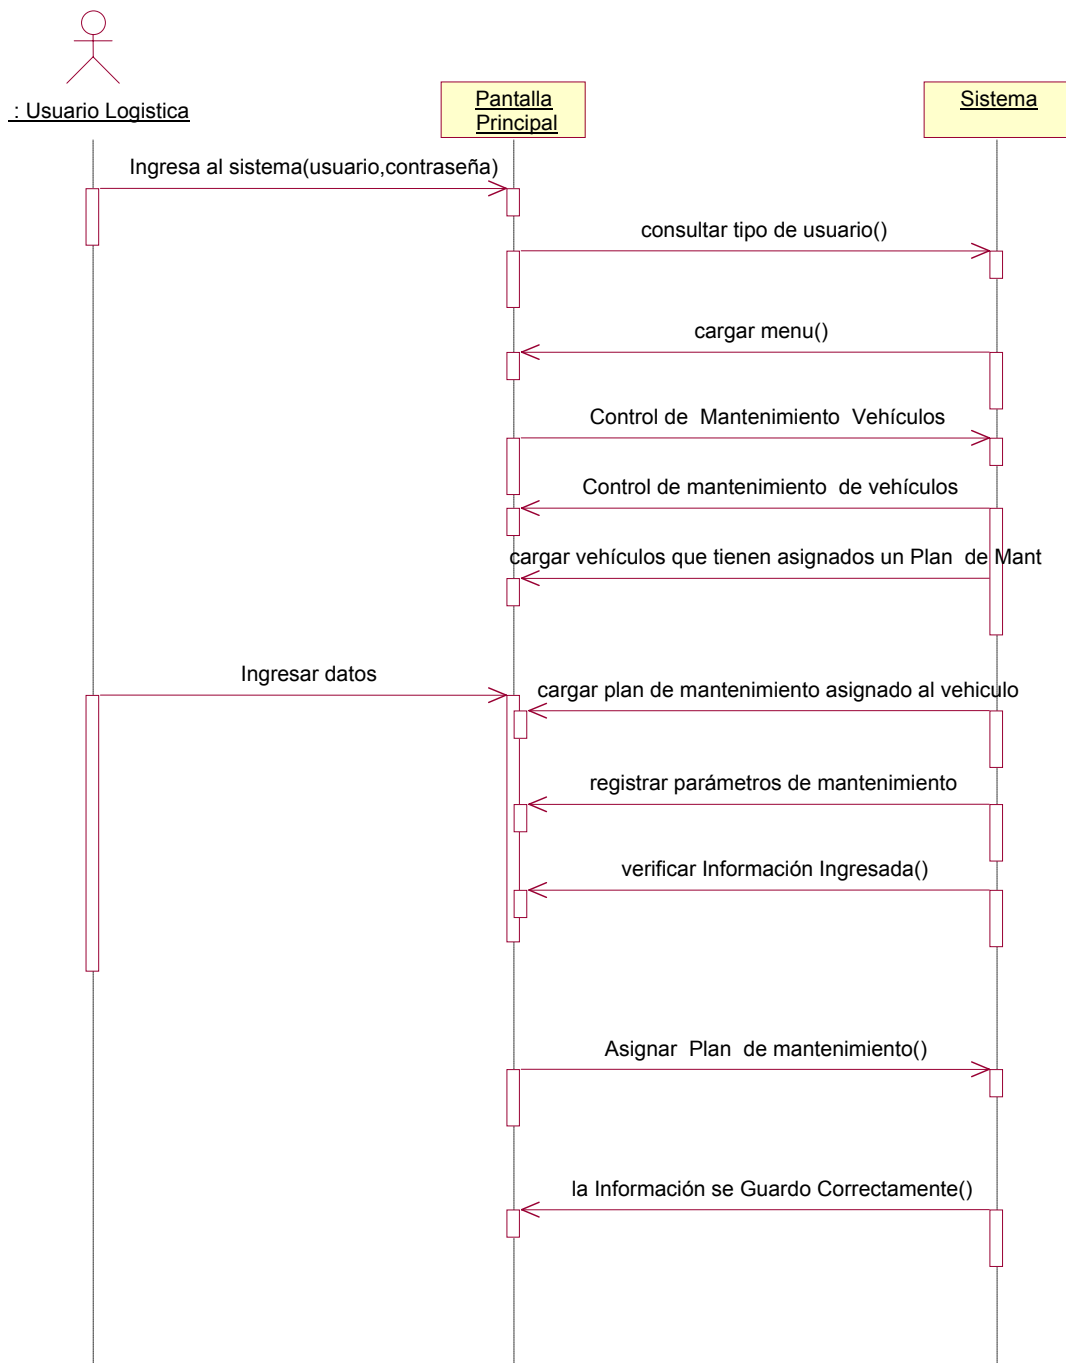 : Usuario Logistica
Pantalla
Principal
Sistema
Ingresa al sistema(usuario,contraseña)
consultar tipo de usuario()
cargar menu()
Control de  Mantenimiento  Vehículos
Control de mantenimiento  de vehículos
cargar vehículos que tienen asignados un Plan  de Mant
Ingresar datos
cargar plan de mantenimiento asignado al vehiculo
registrar parámetros de mantenimiento
verificar Información Ingresada()
Asignar  Plan  de mantenimiento()
la Información se Guardo Correctamente()